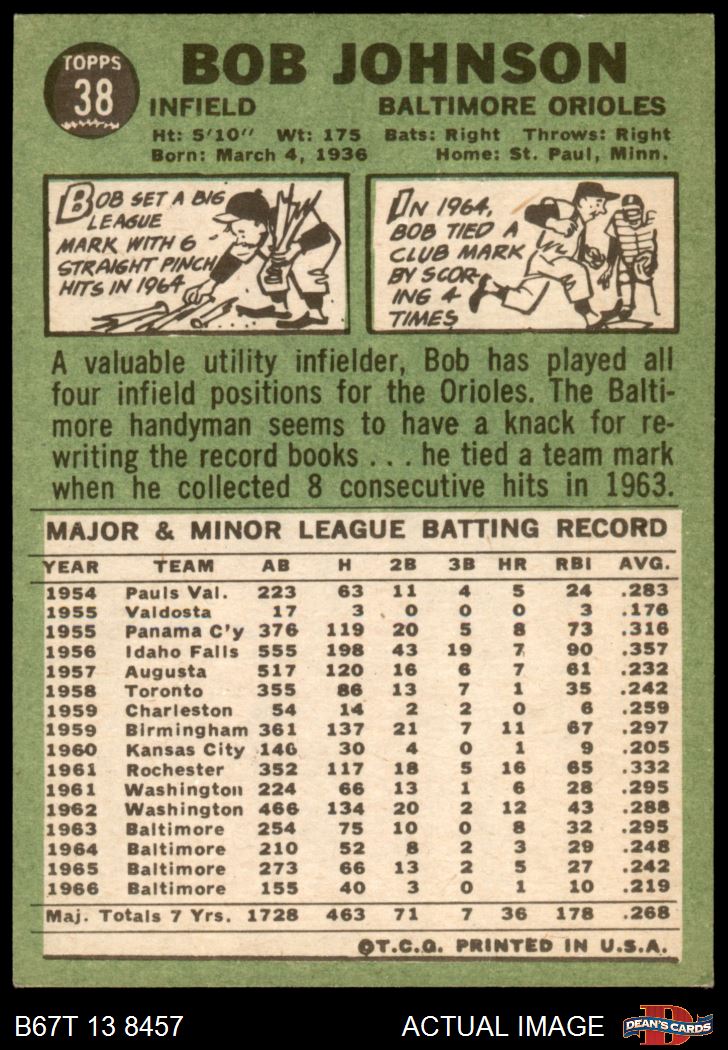 TOPPS
38
BOB JOHNSON
INFIELD BALTIMORE ORIOLES
Ht: 5'10" Wt: 175 Bats: Right Throws: Right
Born: March 4, 1936 Home: St. Paul, Minn.
BOB SET A BIG
LEAGUE
MARK WITH 6
STRAIGHT PINCH
HITS IN 1964
IN 1964,
BOB TIED A
CLUB MARK
BY SCOR-
ING 4
TIMES
A valuable utility infielder, Bob has played all
four infield positions for the Orioles. The Balti-
more handyman seems to have a knack for re-
writing the record books . . . he tied a team mark
when he collected 8 consecutive hits in 1963.
MAJOR & MINOR LEAGUE BATTING RECORD
YEAR TEAM AB H 2B 3B HR RBI AVG.
1954 Pauls Val. 223 63 11 4 5 24 .283
1955 Valdosta 17 3 0 0 0 3 .176
1955 Panama C'y 376 119 20 5 8 73 .316
1956 Idaho Falls 555 198 43 19 7 90 .357
1957 Augusta 517 120 16 6 7 61 .232
1958 Toronto 355 86 13 7 1 35 .242
1959 Charleston 54 14 2 2 0 6 .259
1959 Birmingham 361 137 21 7 11 67 .297
1960 Kansas City 146 30 4 0 1 9 .205
1961 Rochester 352 117 18 5 16 65 .332
1961 Washington 224 66 13 1 6 28 .295
1962 Washington 466 134 20 2 12 43 .288
1963 Baltimore 254 75 10 0 8 32 .295
1964 Baltimore 210 52 8 2 3 29 .248
1965 Baltimore 273 66 13 2 5 27 .242
1966 Baltimore 155 40 3 0 1 10 .219
Maj. Totals 7 Yrs. 1728 463 71 7 36 178 .268
©T.C.G. PRINTED IN U.S.A.
B67T 13 8457 ACTUAL IMAGE
D
DEAN'S CARDS